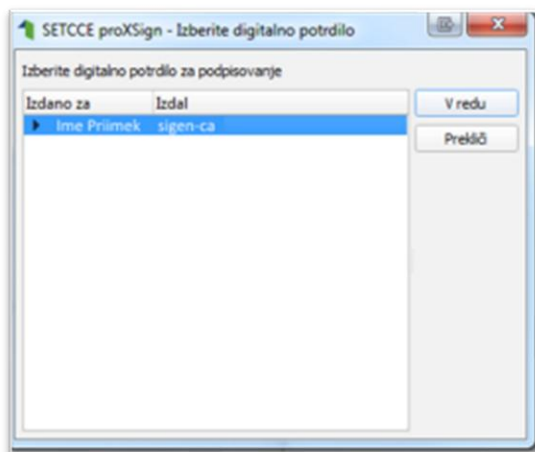 SETCCE proXSign - Izberite digitalno potrdilo
Izberite digitalno potrdilo za podpisovanje
Izdano za Izdal
Ime Priimek sigen-ca
V redu
Prekliči